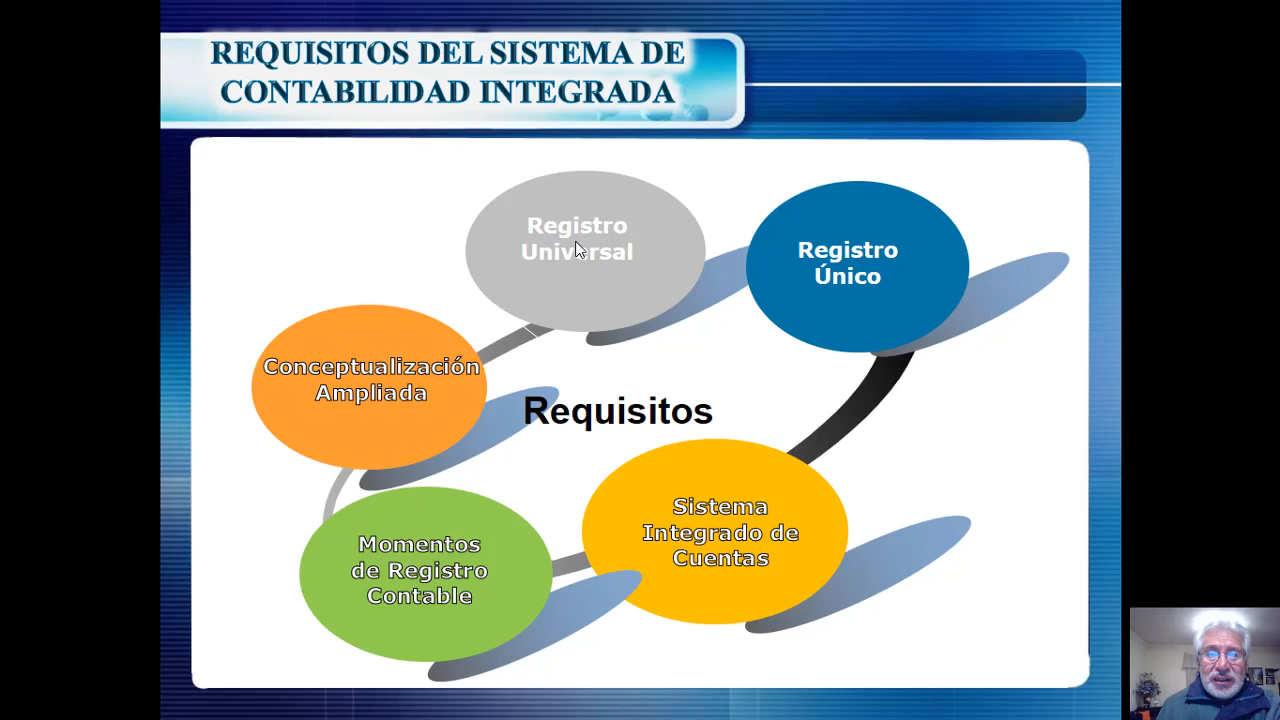 REQUISITOS DEL SISTEMA DE
CONTABILIDAD INTEGRADA
Registro
Universal
Registro
Único
Conceptualización
Ampliada
Requisitos
Sistema
Integrado de
Cuentas
Momentos
de Registro
Contable